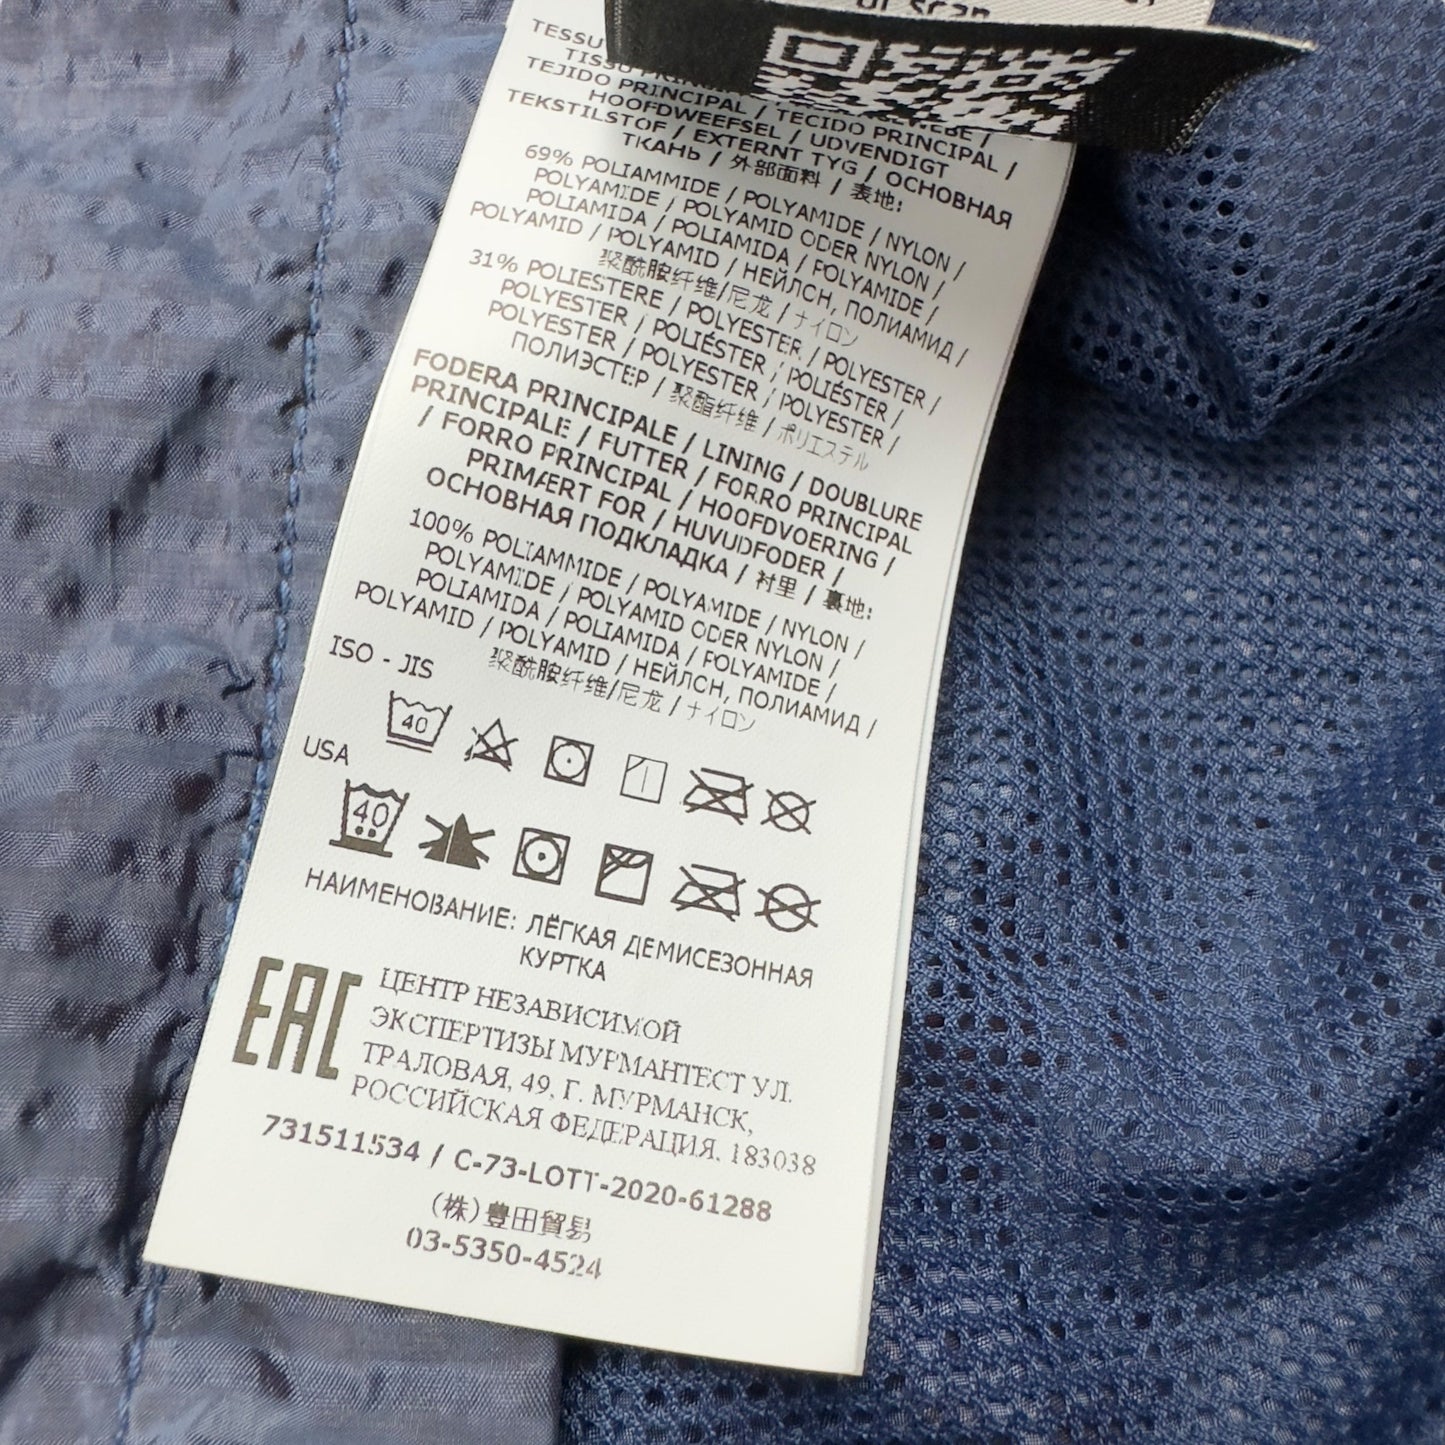 TESSU
TISSU PRIN
TEJIDO PRINCIPAL / TECIDO PRINCIPAL /
HOOFDWEEFSEL / UDVENDIGT
TEKSTILSTOF / EXTERNT TYG / ОСНОВНАЯ
ТКАНЬ / 外部面料 / 表地:
69% POLIAMMIDE / POLYAMIDE / NYLON /
POLYAMIDE / POLYAMID ODER NYLON /
POLIAMIDA / POLIAMIDA / POLYAMIDE /
POLYAMID / POLYAMID / НЕЙЛСН, ПОЛИАМИД /
聚酰胺纤维/尼龙 / ナイロン
31% POLIESTERE / POLYESTER / POLYESTER /
POLYESTER / POLIÉSTER / POLIÉSTER /
POLYESTER / POLYESTER / POLYESTER /
ПОЛИЭСТЕР / 聚酯纤维 / ポリエステル
FODERA PRINCIPALE / LINING / DOUBLURE
PRINCIPALE / FUTTER / FORRO PRINCIPAL
/ FORRO PRINCIPAL / HOOFDVOERING /
PRIMÆRT FOR / HUVUDFODER /
ОСНОВНАЯ ПОДКЛАДКА / 衬里 / 裏地:
100% POLIAMMIDE / POLYAMIDE / NYLON /
POLYAMIDE / POLYAMID ODER NYLON /
POLIAMIDA / POLIAMIDA / POLYAMIDE /
POLYAMID / POLYAMID / НЕЙЛСН, ПОЛИАМИД /
聚酰胺纤维/尼龙 / ナイロン
ISO - JIS
40
USA
40
НАИМЕНОВАНИЕ: ЛЁГКАЯ ДЕМИСЕЗОННАЯ
КУРТКА
EAC
ЦЕНТР НЕЗАВИСИМОЙ
ЭКСПЕРТИЗЫ МУРМАНТЕСТ УЛ.
ТРАЛОВАЯ, 49, Г. МУРМАНСК,
РОССИЙСКАЯ ФЕДЕРАЦИЯ, 183038
731511534 / C-73-LOTT-2020-61288
(株)豊田貿易
03-5350-4524